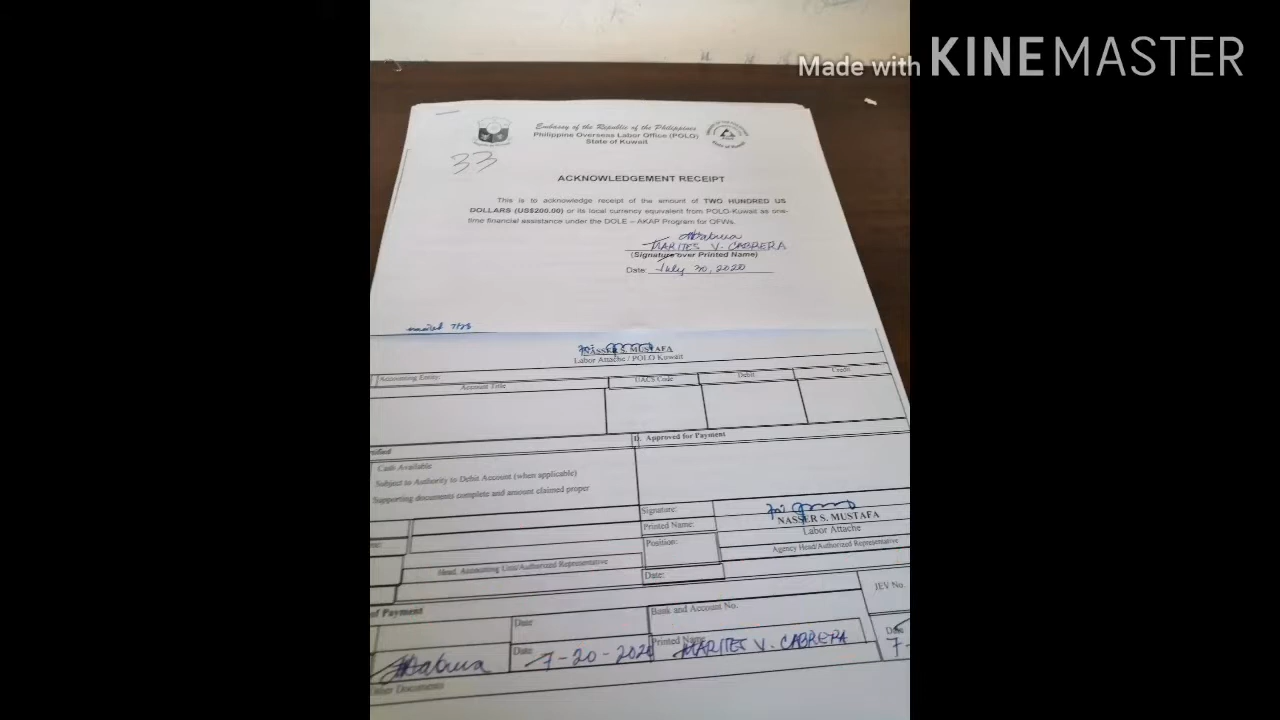 Made with KINEMASTER
Embassy of the Republic of the Philippines
Philippine Overseas Labor Office (POLO)
State of Kuwait
33
ACKNOWLEDGEMENT RECEIPT
This is to acknowledge receipt of the amount of TWO HUNDRED US
DOLLARS (US$200.00) or its local currency equivalent from POLO-Kuwait as one-
time financial assistance under the DOLE – AKAP Program for OFWs.
MARITES V. CABRERA
(Signature over Printed Name)
Date: July 30, 2020
7/23
NASSER S. MUSTAFA
Labor Attache / POLO Kuwait
Accounting Entity:
Account Title UACS Code Debit Credit
D. Approved for Payment
Cash Available
Subject to Authority to Debit Account (when applicable)
Supporting documents complete and amount claimed proper
Signature:
Printed Name: NASSER S. MUSTAFA
Labor Attache
Position:
Agency Head/Authorized Representative
Head, Accounting Unit/Authorized Representative
Date:
of Payment
Date Bank and Account No. JEV No.
Date 7-20-2020 Printed Name MARITES V. CABRERA Date 7-
Other Documents